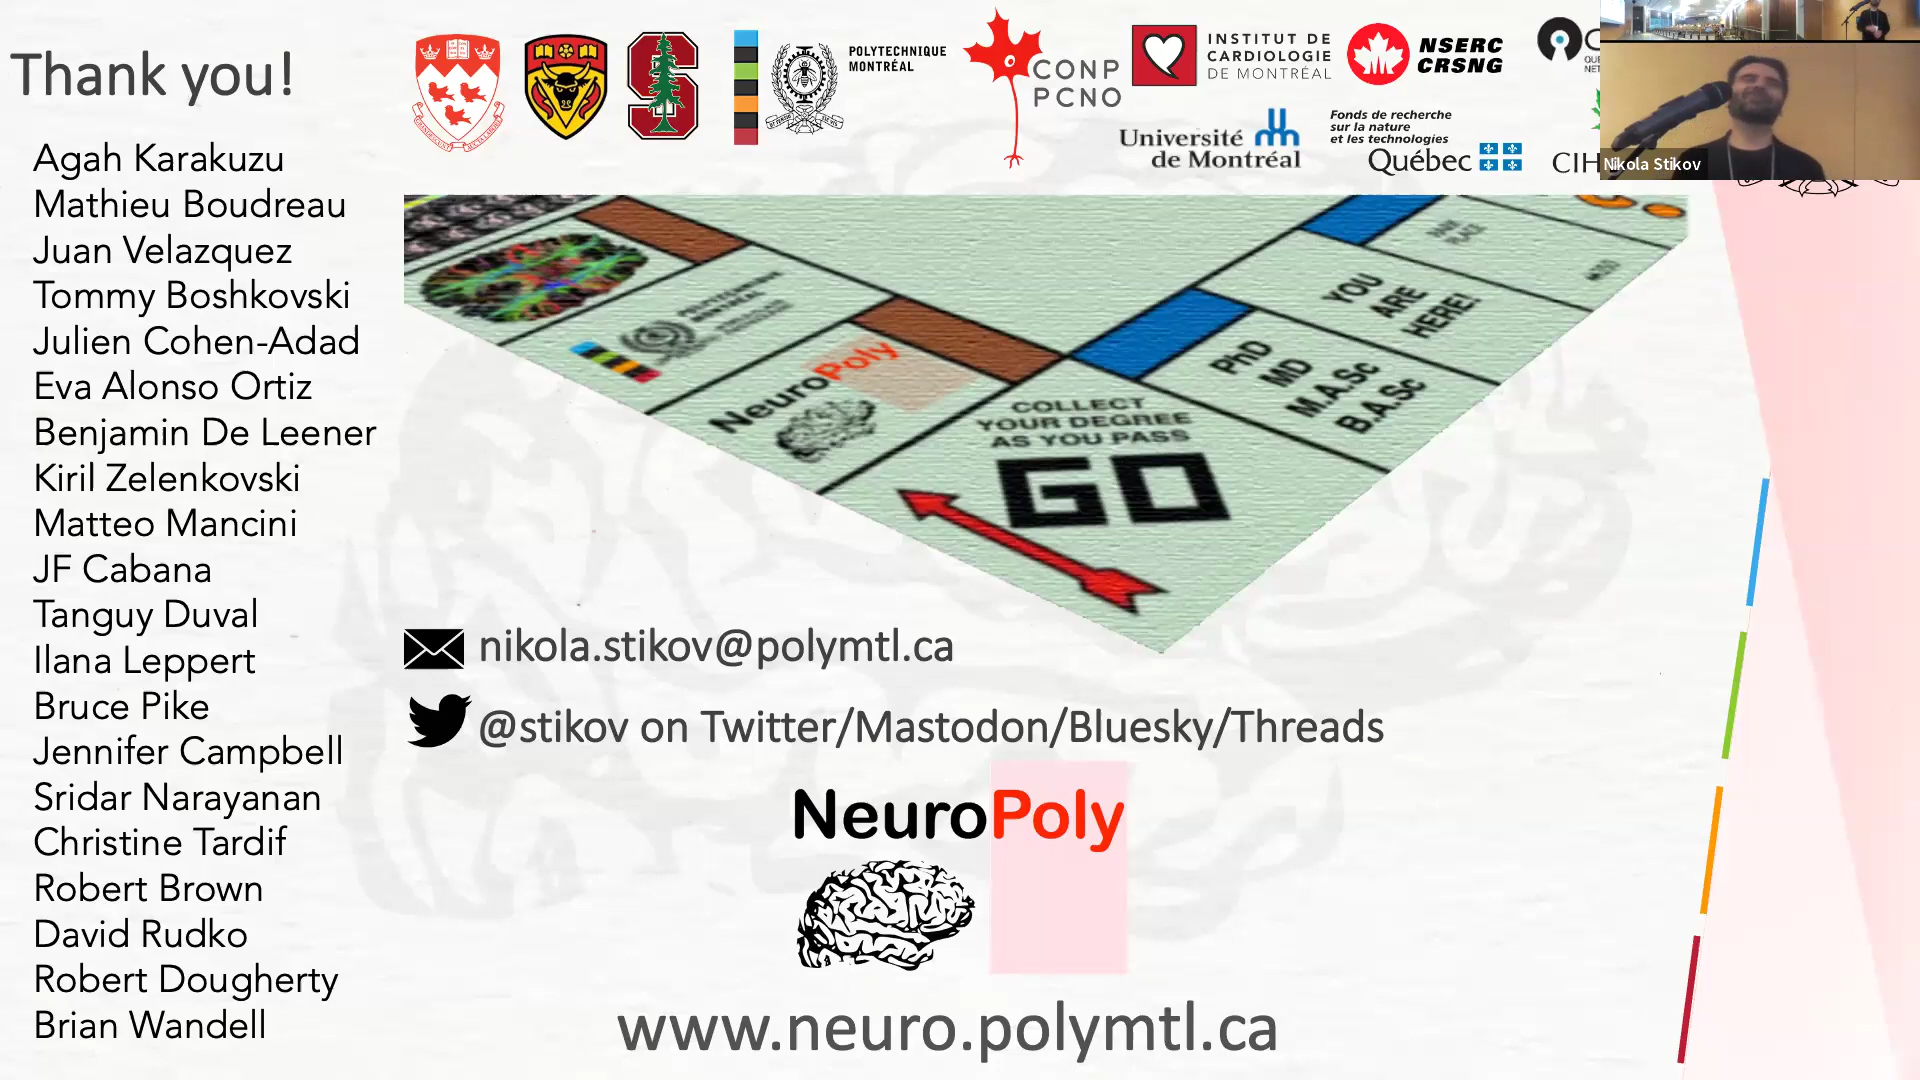 Thank you!
Agah Karakuzu
Mathieu Boudreau
Juan Velazquez
Tommy Boshkovski
Julien Cohen-Adad
Eva Alonso Ortiz
Benjamin De Leener
Kiril Zelenkovski
Matteo Mancini
JF Cabana
Tanguy Duval
Ilana Leppert
Bruce Pike
Jennifer Campbell
Sridar Narayanan
Christine Tardif
Robert Brown
David Rudko
Robert Dougherty
Brian Wandell
POLYTECHNIQUE
MONTRÉAL
CONP
PCNO
INSTITUT DE
CARDIOLOGIE
DE MONTRÉAL
NSERC
CRSNG
Université
de Montréal
Fonds de recherche
sur la nature
et les technologies
Québec
CIH
Nikola Stikov
POLYTECHNIQUE
MONTRÉAL
NeuroPoly
COLLECT
YOUR DEGREE
AS YOU PASS
GO
PhD
MD
M.A.Sc
B.A.Sc
YOU
ARE
HERE!
PLACE
nikola.stikov@polymtl.ca
@stikov on Twitter/Mastodon/Bluesky/Threads
NeuroPoly
www.neuro.polymtl.ca